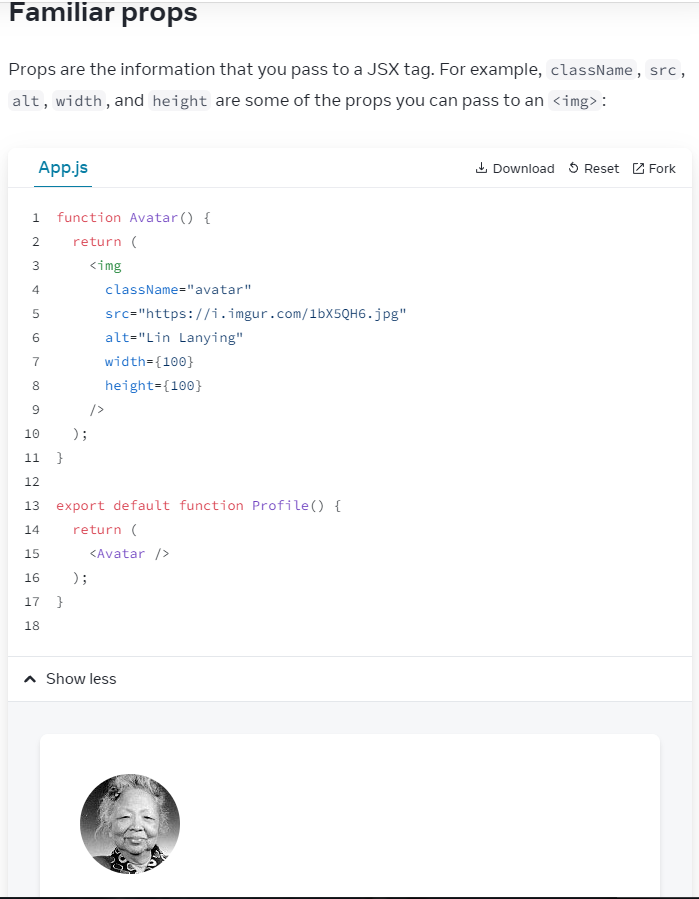 Familiar props
Props are the information that you pass to a JSX tag. For example, className, src,
alt, width, and height are some of the props you can pass to an <img>:
App.js
Download Reset Fork
1 function Avatar() {
2   return (
3     <img
4       className="avatar"
5       src="https://i.imgur.com/1bX5QH6.jpg"
6       alt="Lin Lanying"
7       width={100}
8       height={100}
9     />
10   );
11 }
12
13 export default function Profile() {
14   return (
15     <Avatar />
16   );
17 }
18
Show less